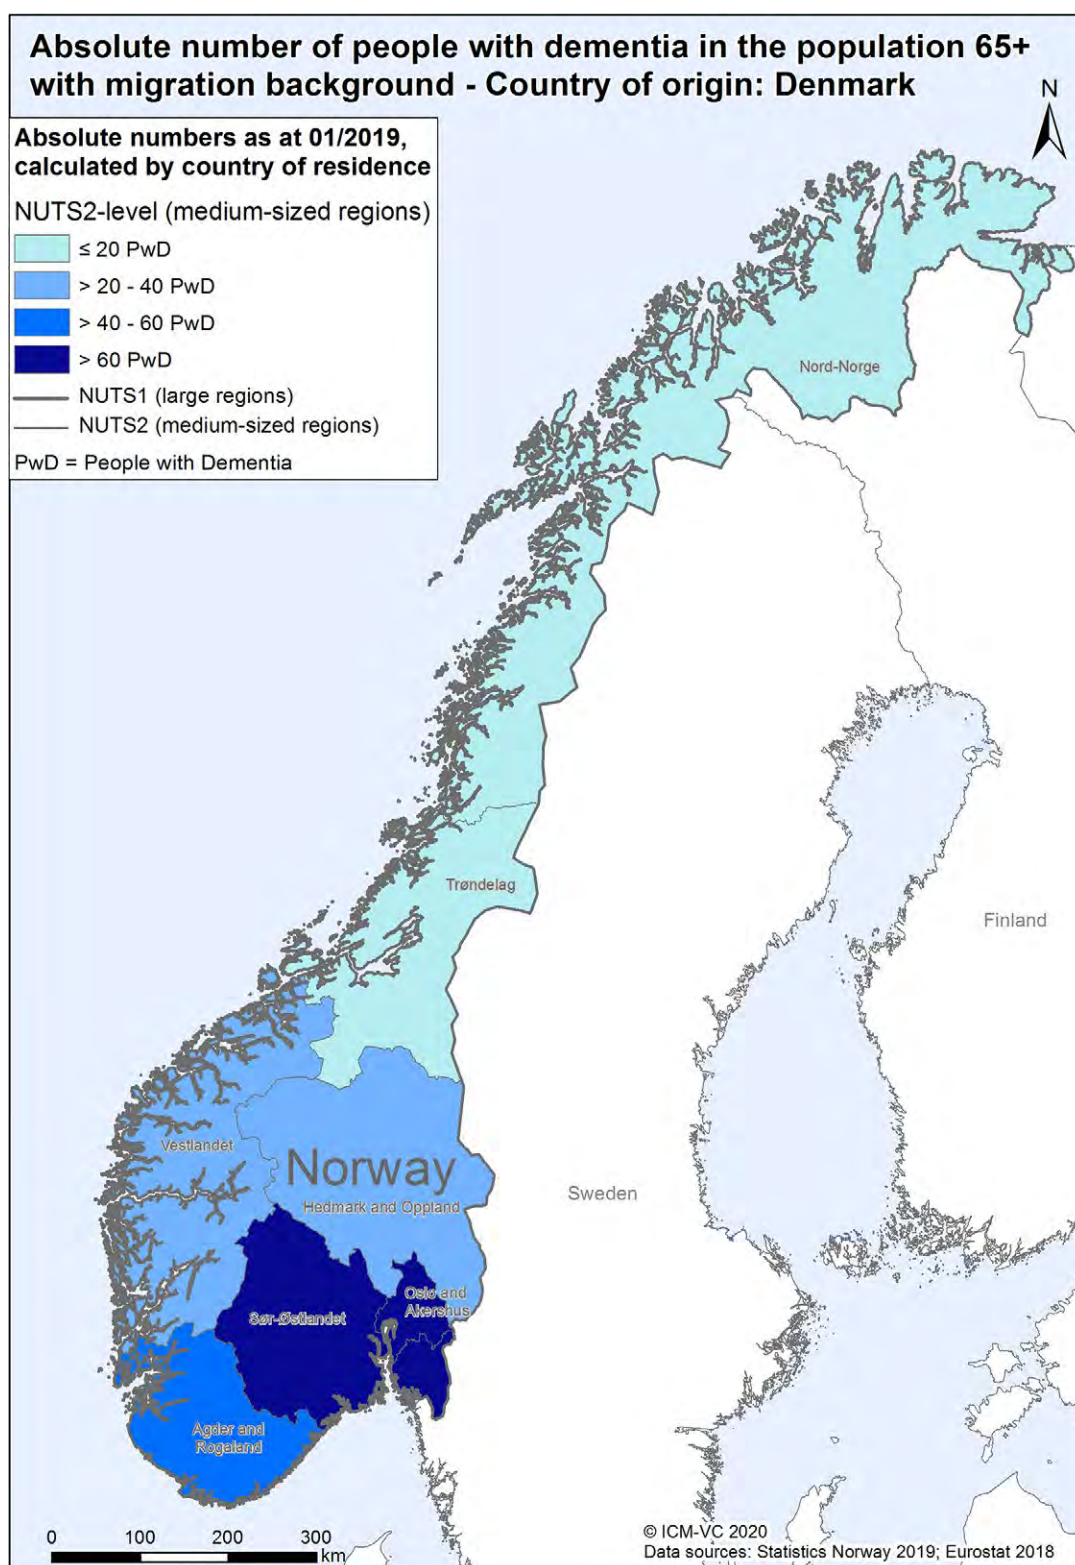 Absolute number of people with dementia in the population 65+
with migration background - Country of origin: Denmark
N
Absolute numbers as at 01/2019,
calculated by country of residence
NUTS2-level (medium-sized regions)
≤ 20 PwD
> 20 - 40 PwD
> 40 - 60 PwD
> 60 PwD
NUTS1 (large regions)
NUTS2 (medium-sized regions)
PwD = People with Dementia
Nord-Norge
Trøndelag
Finland
Vestlandet
Norway
Sweden
Hedmark and Oppland
Oslo and
Akershus
Sør-Østlandet
Agder and
Rogaland
0 100 200 300
km
© ICM-VC 2020
Data sources: Statistics Norway 2019; Eurostat 2018